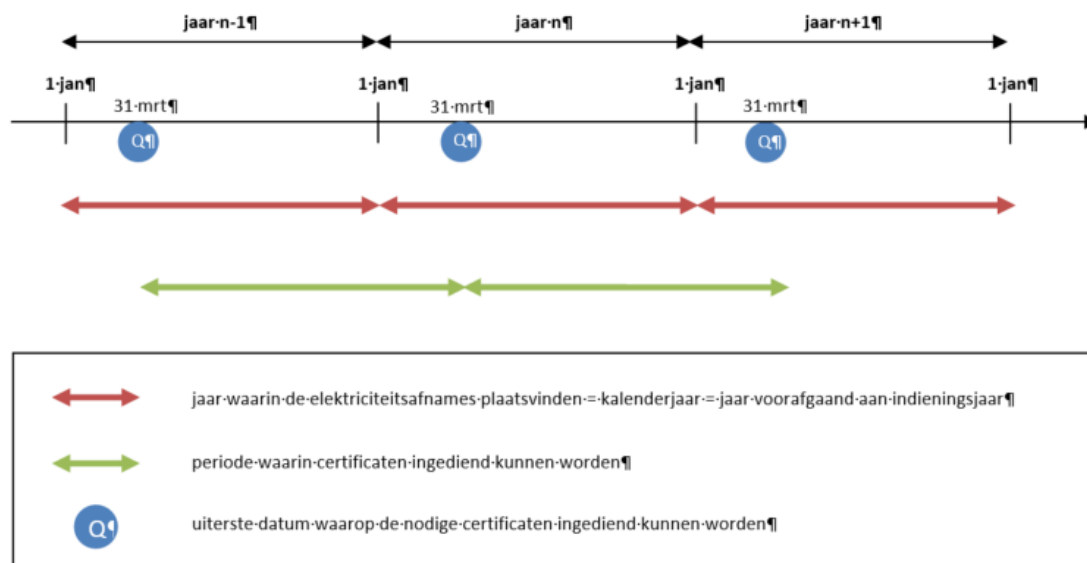 jaar·n-1¶ jaar·n¶ jaar·n+1¶
1·jan¶ 1·jan¶ 1·jan¶ 1·jan¶
31·mrt¶ 31·mrt¶ 31·mrt¶
Q¶ Q¶ Q¶
jaar·waarin·de·elektriciteitsafnames·plaatsvinden·=·kalenderjaar·=·jaar·voorafgaand·aan·indieningsjaar¶
periode·waarin·certificaten·ingediend·kunnen·worden¶
Q¶ uiterste·datum·waarop·de·nodige·certificaten·ingediend·kunnen·worden¶